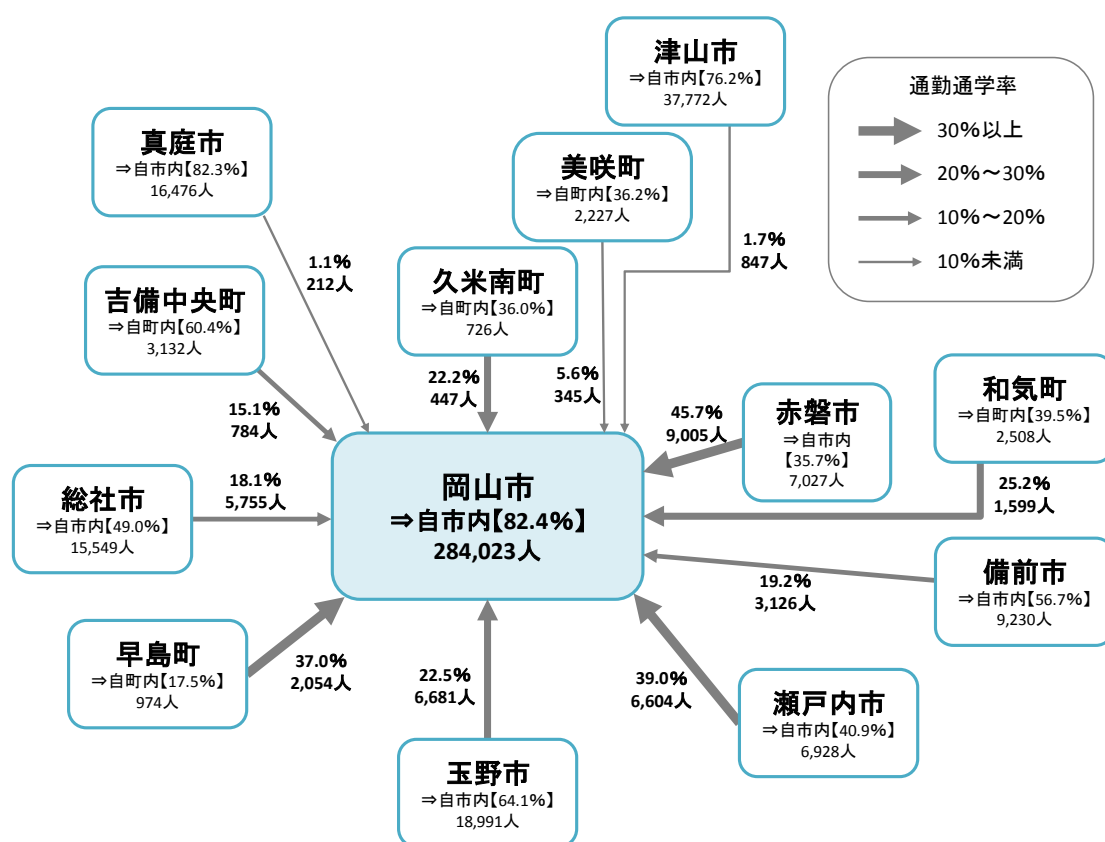 津山市
⇒自市内【76.2%】
37,772人
通勤通学率
30%以上
20%～30%
10%～20%
10%未満
真庭市
⇒自市内【82.3%】
16,476人
美咲町
⇒自町内【36.2%】
2,227人
1.1%
212人
1.7%
847人
吉備中央町
⇒自町内【60.4%】
3,132人
久米南町
⇒自町内【36.0%】
726人
15.1%
784人
22.2%
447人
5.6%
345人
45.7%
9,005人
赤磐市
⇒自市内
【35.7%】
7,027人
和気町
⇒自町内【39.5%】
2,508人
25.2%
1,599人
総社市
⇒自市内【49.0%】
15,549人
18.1%
5,755人
岡山市
⇒自市内【82.4%】
284,023人
備前市
⇒自市内【56.7%】
9,230人
19.2%
3,126人
早島町
⇒自町内【17.5%】
974人
37.0%
2,054人
22.5%
6,681人
39.0%
6,604人
瀬戸内市
⇒自市内【40.9%】
6,928人
玉野市
⇒自市内【64.1%】
18,991人